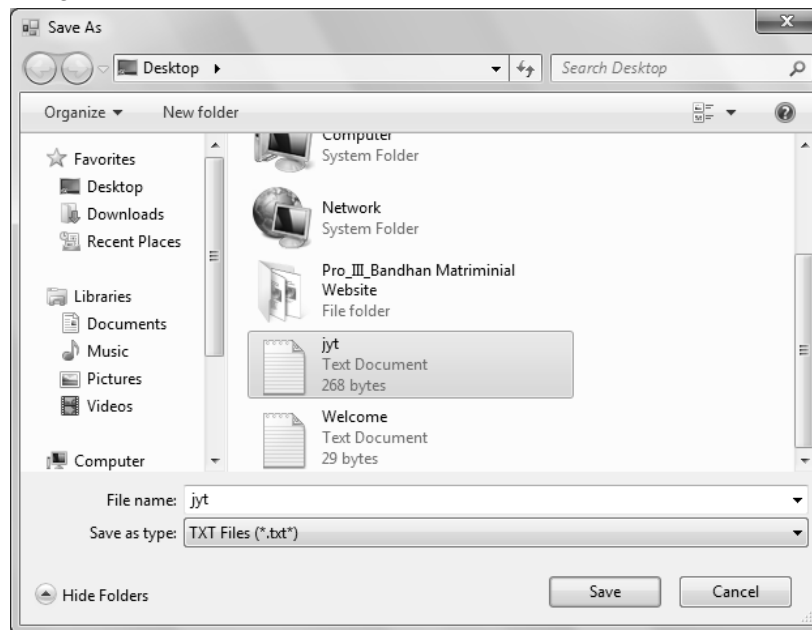 Save As
Desktop
Search Desktop
Organize
New folder
Favorites
Desktop
Downloads
Recent Places
Libraries
Documents
Music
Pictures
Videos
Computer
Computer
System Folder
Network
System Folder
Pro_III_Bandhan Matriminial
Website
File folder
jyt
Text Document
268 bytes
Welcome
Text Document
29 bytes
File name: jyt
Save as type: TXT Files (*.txt*)
Hide Folders
Save
Cancel